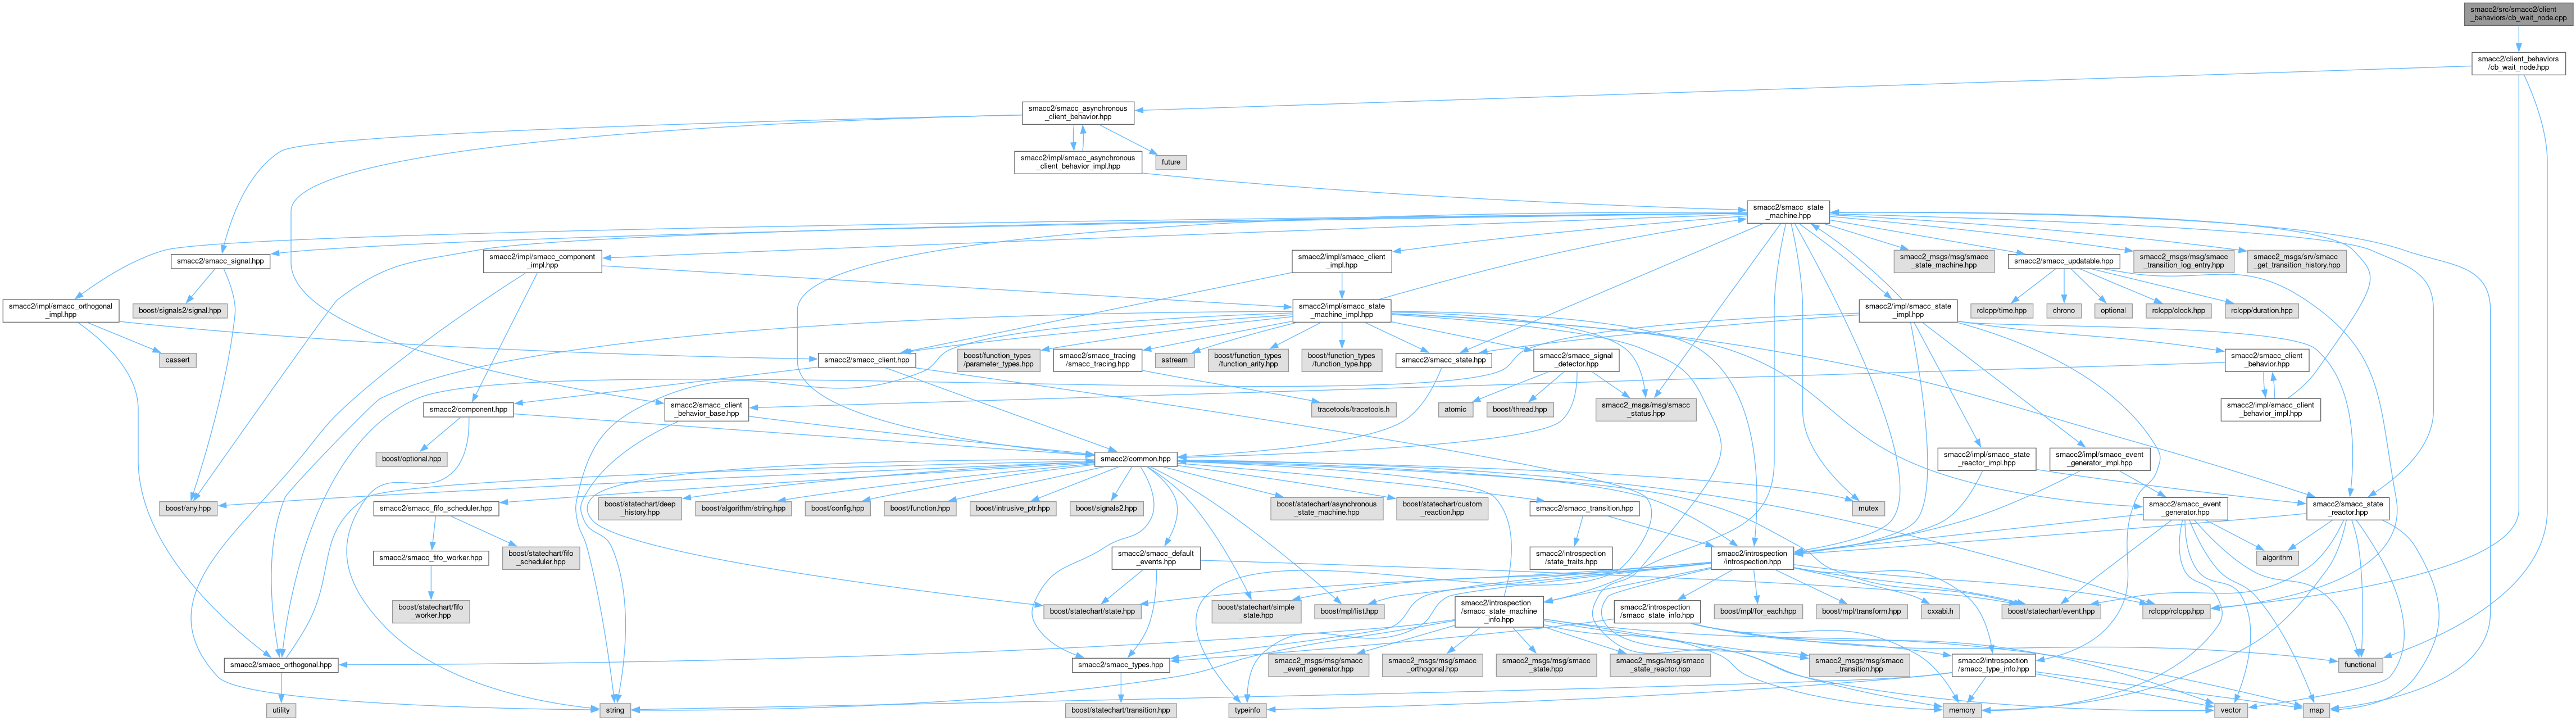 smacc2/src/smacc2/client
_behaviors/cb_wait_node.cpp
smacc2/client_behaviors
/cb_wait_node.hpp
smacc2/smacc_asynchronous
_client_behavior.hpp
smacc2/impl/smacc_asynchronous
_client_behavior_impl.hpp
future
smacc2/smacc_state
_machine.hpp
smacc2/smacc_signal.hpp
smacc2/impl/smacc_component
_impl.hpp
smacc2/impl/smacc_client
_impl.hpp
smacc2_msgs/msg/smacc
_state_machine.hpp
smacc2/smacc_updatable.hpp
smacc2_msgs/msg/smacc
_transition_log_entry.hpp
smacc2_msgs/srv/smacc
_get_transition_history.hpp
smacc2/impl/smacc_orthogonal
_impl.hpp
boost/signals2/signal.hpp
smacc2/impl/smacc_state
_machine_impl.hpp
smacc2/impl/smacc_state
_impl.hpp
rclcpp/time.hpp
chrono
optional
rclcpp/clock.hpp
rclcpp/duration.hpp
cassert
smacc2/smacc_client.hpp
boost/function_types
/parameter_types.hpp
smacc2/smacc_tracing
/smacc_tracing.hpp
sstream
boost/function_types
/function_arity.hpp
boost/function_types
/function_type.hpp
smacc2/smacc_state.hpp
smacc2/smacc_signal
_detector.hpp
smacc2/smacc_client
_behavior.hpp
smacc2/component.hpp
smacc2/smacc_client
_behavior_base.hpp
tracetools/tracetools.h
atomic
boost/thread.hpp
smacc2_msgs/msg/smacc
_status.hpp
smacc2/impl/smacc_client
_behavior_impl.hpp
boost/optional.hpp
smacc2/common.hpp
smacc2/impl/smacc_state
_reactor_impl.hpp
smacc2/impl/smacc_event
_generator_impl.hpp
boost/any.hpp
smacc2/smacc_fifo_scheduler.hpp
boost/statechart/deep
_history.hpp
boost/algorithm/string.hpp
boost/config.hpp
boost/function.hpp
boost/intrusive_ptr.hpp
boost/signals2.hpp
boost/statechart/asynchronous
_state_machine.hpp
boost/statechart/custom
_reaction.hpp
smacc2/smacc_transition.hpp
mutex
smacc2/smacc_event
_generator.hpp
smacc2/smacc_state
_reactor.hpp
smacc2/smacc_fifo_worker.hpp
boost/statechart/fifo
_scheduler.hpp
smacc2/smacc_default
_events.hpp
smacc2/introspection
/state_traits.hpp
smacc2/introspection
/introspection.hpp
algorithm
boost/statechart/fifo
_worker.hpp
boost/statechart/state.hpp
boost/statechart/simple
_state.hpp
boost/mpl/list.hpp
smacc2/introspection
/smacc_state_machine
_info.hpp
smacc2/introspection
/smacc_state_info.hpp
boost/mpl/for_each.hpp
boost/mpl/transform.hpp
cxxabi.h
boost/statechart/event.hpp
rclcpp/rclcpp.hpp
smacc2/smacc_orthogonal.hpp
smacc2/smacc_types.hpp
smacc2_msgs/msg/smacc
_event_generator.hpp
smacc2_msgs/msg/smacc
_orthogonal.hpp
smacc2_msgs/msg/smacc
_state.hpp
smacc2_msgs/msg/smacc
_state_reactor.hpp
smacc2_msgs/msg/smacc
_transition.hpp
smacc2/introspection
/smacc_type_info.hpp
functional
utility
string
boost/statechart/transition.hpp
typeinfo
memory
vector
map